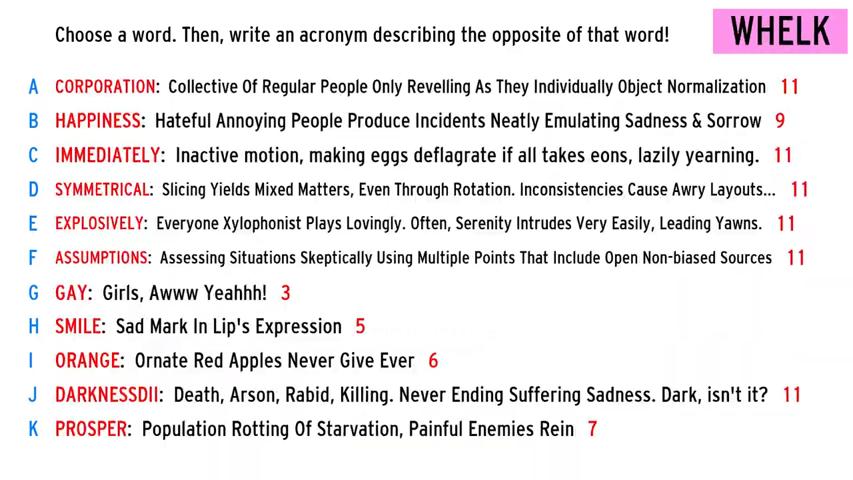 Choose a word. Then, write an acronym describing the opposite of that word!
WHELK
A CORPORATION: Collective Of Regular People Only Revelling As They Individually Object Normalization 11
B HAPPINESS: Hateful Annoying People Produce Incidents Neatly Emulating Sadness & Sorrow 9
C IMMEDIATELY: Inactive motion, making eggs deflagrate if all takes eons, lazily yearning. 11
D SYMMETRICAL: Slicing Yields Mixed Matters, Even Through Rotation. Inconsistencies Cause Awry Layouts... 11
E EXPLOSIVELY: Everyone Xylophonist Plays Lovingly. Often, Serenity Intrudes Very Easily, Leading Yawns. 11
F ASSUMPTIONS: Assessing Situations Skeptically Using Multiple Points That Include Open Non-biased Sources 11
G GAY: Girls, Awww Yeahhh! 3
H SMILE: Sad Mark In Lip's Expression 5
I ORANGE: Ornate Red Apples Never Give Ever 6
J DARKNESSDII: Death, Arson, Rabid, Killing. Never Ending Suffering Sadness. Dark, isn't it? 11
K PROSPER: Population Rotting Of Starvation, Painful Enemies Rein 7